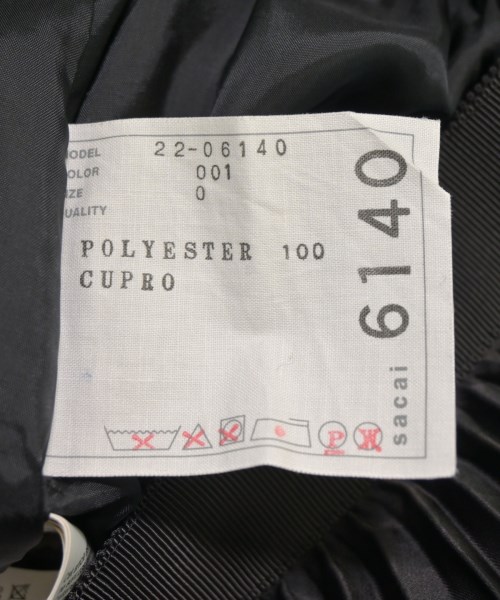 MODEL 22-06140
COLOR 001
SIZE 0
QUALITY
POLYESTER 100
CUPRO
P W
sacai 6140